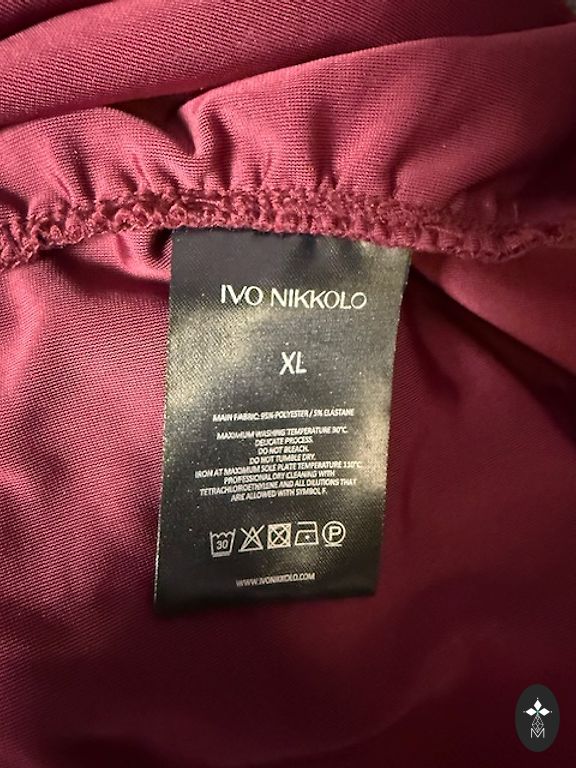 IVO NIKKOLO
XL
MAIN FABRIC: 95% POLYESTER / 5% ELASTANE
MAXIMUM WASHING TEMPERATURE 30°C.
DELICATE PROCESS.
DO NOT BLEACH.
DO NOT TUMBLE DRY.
IRON AT MAXIMUM SOLE PLATE TEMPERATURE 110°C.
PROFESSIONAL DRY CLEANING WITH
TETRACHLOROETHYLENE AND ALL DILUTIONS THAT
ARE ALLOWED WITH SYMBOL F.
30 P
WWW.IVONIKKOLO.COM
M